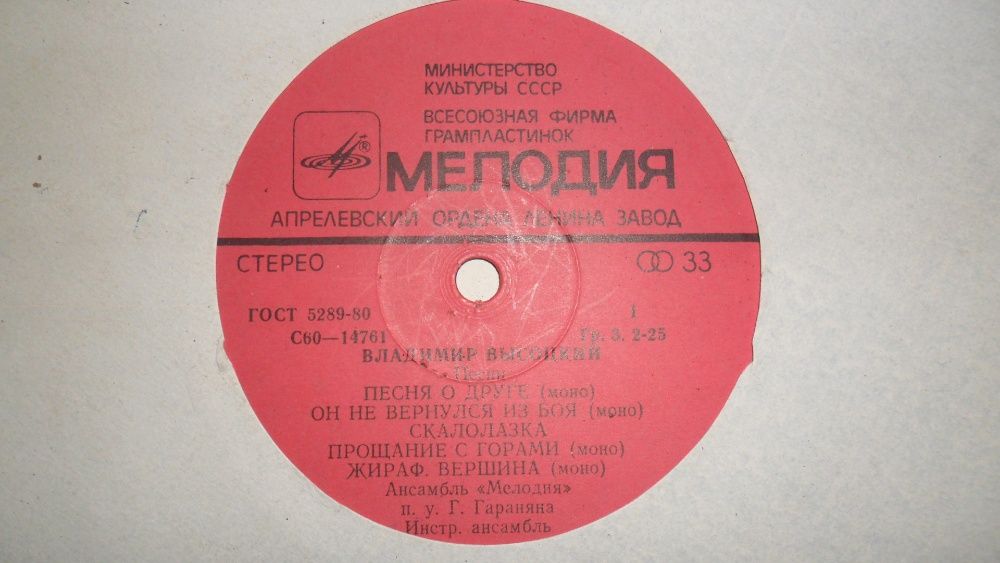 МИНИСТЕРСТВО
КУЛЬТУРЫ СССР
ВСЕСОЮЗНАЯ ФИРМА
ГРАМПЛАСТИНОК
®
МЕЛОДИЯ
АПРЕЛЕВСКИЙ ОРДЕНА ЛЕНИНА ЗАВОД
СТЕРЕО 33
ГОСТ 5289-80 1
С60—14761 Гр. 3. 2-25
ВЛАДИМИР ВЫСОЦКИЙ
Песни
ПЕСНЯ О ДРУГЕ (моно)
ОН НЕ ВЕРНУЛСЯ ИЗ БОЯ (моно)
СКАЛОЛАЗКА
ПРОЩАНИЕ С ГОРАМИ (моно)
ЖИРАФ. ВЕРШИНА (моно)
Ансамбль «Мелодия»
п. у. Г. Гараняна
Инстр. ансамбль